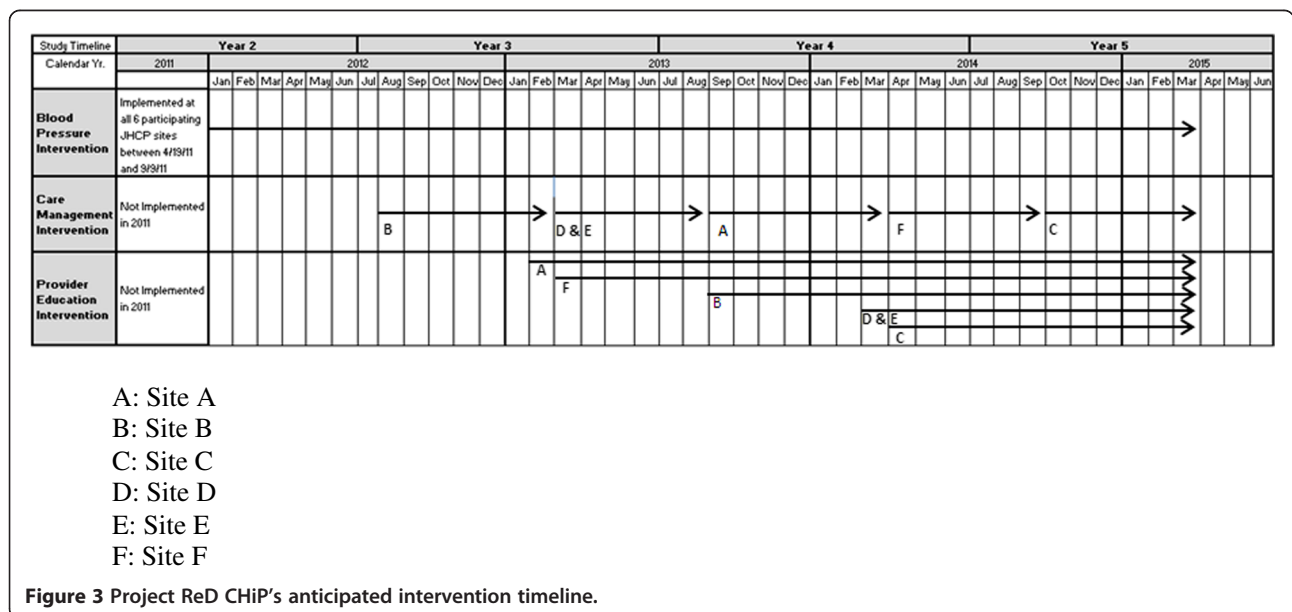 Study Timeline Year 2 Year 3 Year 4 Year 5
Calendar Yr. 2011 2012 2013 2014 2015
Jan Feb Mar Apr May Jun Jul Aug Sep Oct Nov Dec Jan Feb Mar Apr May Jun Jul Aug Sep Oct Nov Dec Jan Feb Mar Apr May Jun Jul Aug Sep Oct Nov Dec Jan Feb Mar Apr May Jun
Blood
Pressure
Intervention
Implemented at
all 6 participating
JHCP sites
between 4/19/11
and 9/9/11
Care
Management
Intervention
Not Implemented
in 2011
B D & E A F C
Provider
Education
Intervention
Not Implemented
in 2011
A
F
B
D & E
C
A: Site A
B: Site B
C: Site C
D: Site D
E: Site E
F: Site F
Figure 3 Project ReD CHiP's anticipated intervention timeline.